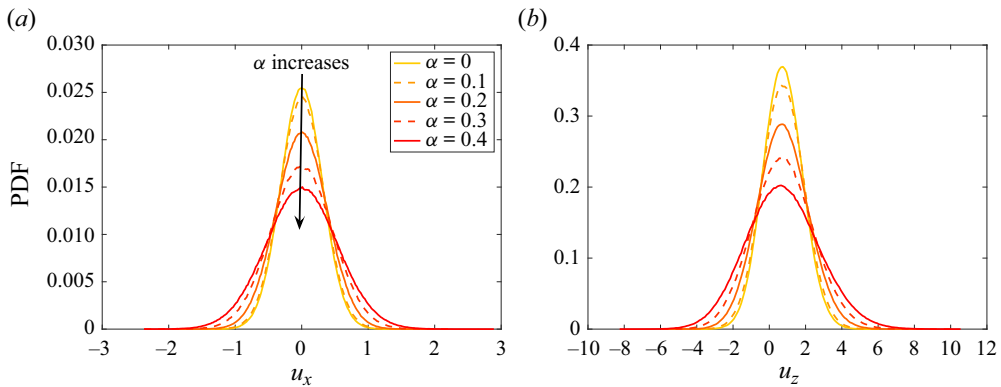 (a)
0.030
0.025
0.020
0.015
0.010
0.005
0
PDF
α increases
α = 0
α = 0.1
α = 0.2
α = 0.3
α = 0.4
−3 −2 −1 0 1 2 3
uₓ
(b)
0.4
0.3
0.2
0.1
0
−10 −8 −6 −4 −2 0 2 4 6 8 10 12
u_z